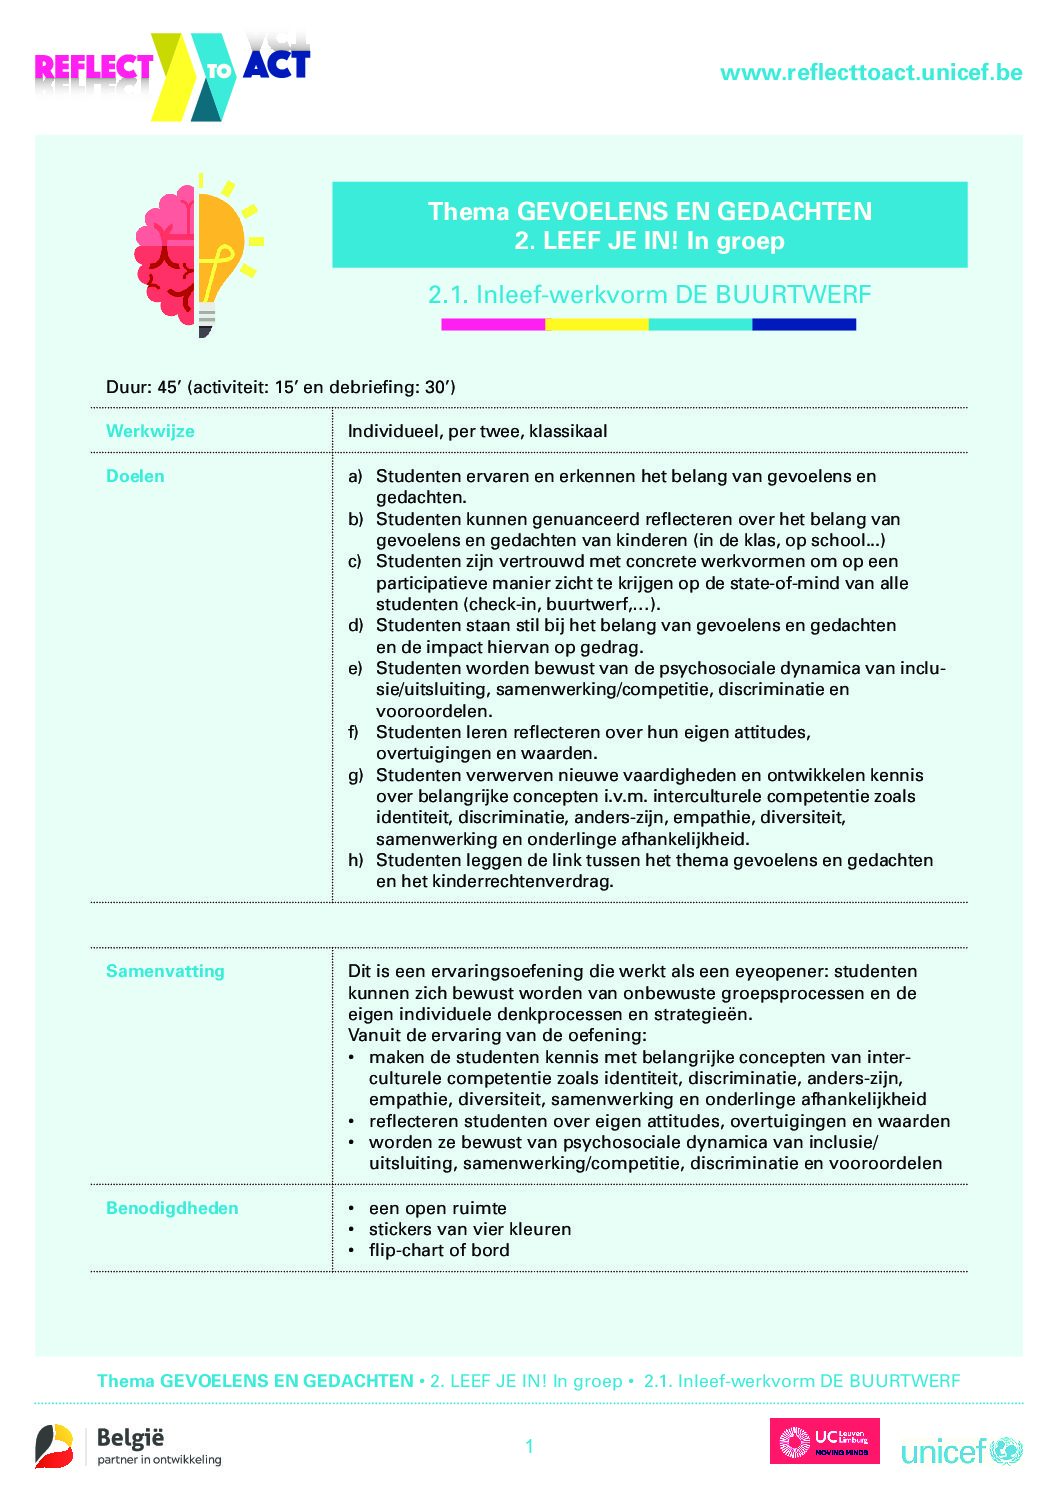 REFLECT TO ACT
www.reflecttoact.unicef.be
Thema GEVOELENS EN GEDACHTEN
2. LEEF JE IN! In groep
2.1. Inleef-werkvorm DE BUURTWERF
Duur: 45’ (activiteit: 15’ en debriefing: 30’)
Werkwijze
Individueel, per twee, klassikaal
Doelen
a) Studenten ervaren en erkennen het belang van gevoelens en
gedachten.
b) Studenten kunnen genuanceerd reflecteren over het belang van
gevoelens en gedachten van kinderen (in de klas, op school...)
c) Studenten zijn vertrouwd met concrete werkvormen om op een
participatieve manier zicht te krijgen op de state-of-mind van alle
studenten (check-in, buurtwerf,…).
d) Studenten staan stil bij het belang van gevoelens en gedachten
en de impact hiervan op gedrag.
e) Studenten worden bewust van de psychosociale dynamica van inclu-
sie/uitsluiting, samenwerking/competitie, discriminatie en
vooroordelen.
f) Studenten leren reflecteren over hun eigen attitudes,
overtuigingen en waarden.
g) Studenten verwerven nieuwe vaardigheden en ontwikkelen kennis
over belangrijke concepten i.v.m. interculturele competentie zoals
identiteit, discriminatie, anders-zijn, empathie, diversiteit,
samenwerking en onderlinge afhankelijkheid.
h) Studenten leggen de link tussen het thema gevoelens en gedachten
en het kinderrechtenverdrag.
Samenvatting
Dit is een ervaringsoefening die werkt als een eyeopener: studenten
kunnen zich bewust worden van onbewuste groepsprocessen en de
eigen individuele denkprocessen en strategieën.
Vanuit de ervaring van de oefening:
• maken de studenten kennis met belangrijke concepten van inter-
culturele competentie zoals identiteit, discriminatie, anders-zijn,
empathie, diversiteit, samenwerking en onderlinge afhankelijkheid
• reflecteren studenten over eigen attitudes, overtuigingen en waarden
• worden ze bewust van psychosociale dynamica van inclusie/
uitsluiting, samenwerking/competitie, discriminatie en vooroordelen
Benodigdheden
• een open ruimte
• stickers van vier kleuren
• flip-chart of bord
Thema GEVOELENS EN GEDACHTEN • 2. LEEF JE IN! In groep • 2.1. Inleef-werkvorm DE BUURTWERF
België
partner in ontwikkeling
1
UC Leuven
Limburg
MOVING MINDS
unicef